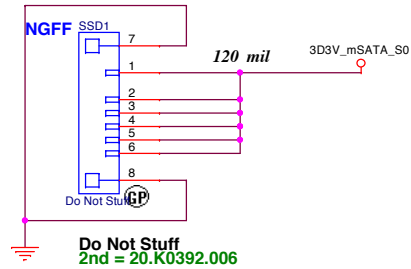 NGFF
SSD1
7
1
120 mil
3D3V_mSATA_S0
2
3
4
5
6
8
Do Not Stuff
GP
Do Not Stuff
2nd = 20.K0392.006